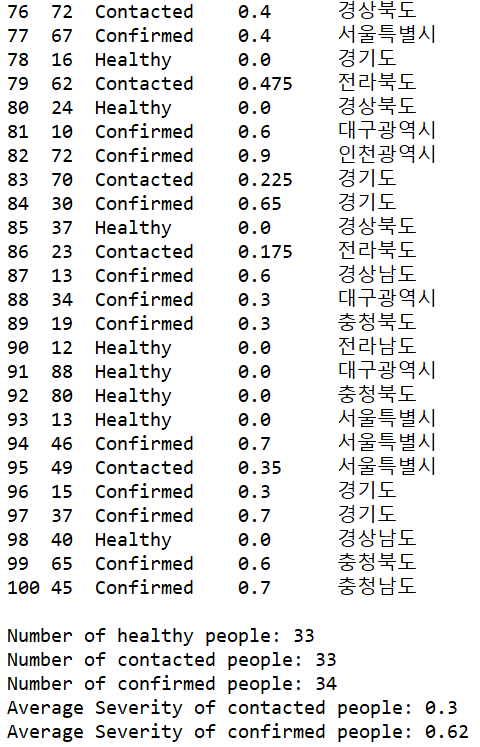 76 72 Contacted 0.4 경상북도
77 67 Confirmed 0.4 서울특별시
78 16 Healthy 0.0 경기도
79 62 Contacted 0.475 전라북도
80 24 Healthy 0.0 경상북도
81 10 Confirmed 0.6 대구광역시
82 72 Confirmed 0.9 인천광역시
83 70 Contacted 0.225 경기도
84 30 Confirmed 0.65 경기도
85 37 Healthy 0.0 경상북도
86 23 Contacted 0.175 전라북도
87 13 Confirmed 0.6 경상남도
88 34 Confirmed 0.3 대구광역시
89 19 Confirmed 0.3 충청북도
90 12 Healthy 0.0 전라남도
91 88 Healthy 0.0 대구광역시
92 80 Healthy 0.0 충청북도
93 13 Healthy 0.0 서울특별시
94 46 Confirmed 0.7 서울특별시
95 49 Contacted 0.35 서울특별시
96 15 Confirmed 0.3 경기도
97 37 Confirmed 0.7 경기도
98 40 Healthy 0.0 경상남도
99 65 Confirmed 0.6 충청북도
100 45 Confirmed 0.7 충청남도
Number of healthy people: 33
Number of contacted people: 33
Number of confirmed people: 34
Average Severity of contacted people: 0.3
Average Severity of confirmed people: 0.62